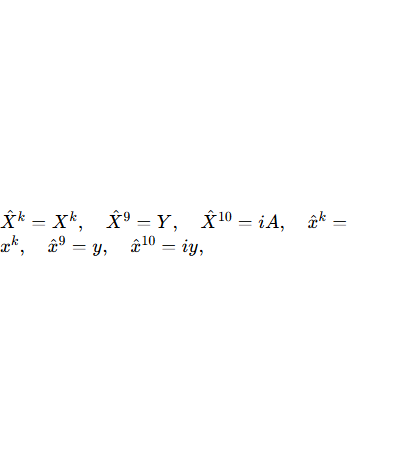 $\hat{X}^k = X^k, \quad \hat{X}^9 = Y, \quad \hat{X}^{10} = iA, \quad \hat{x}^k =$
$x^k, \quad \hat{x}^9 = y, \quad \hat{x}^{10} = iy,$